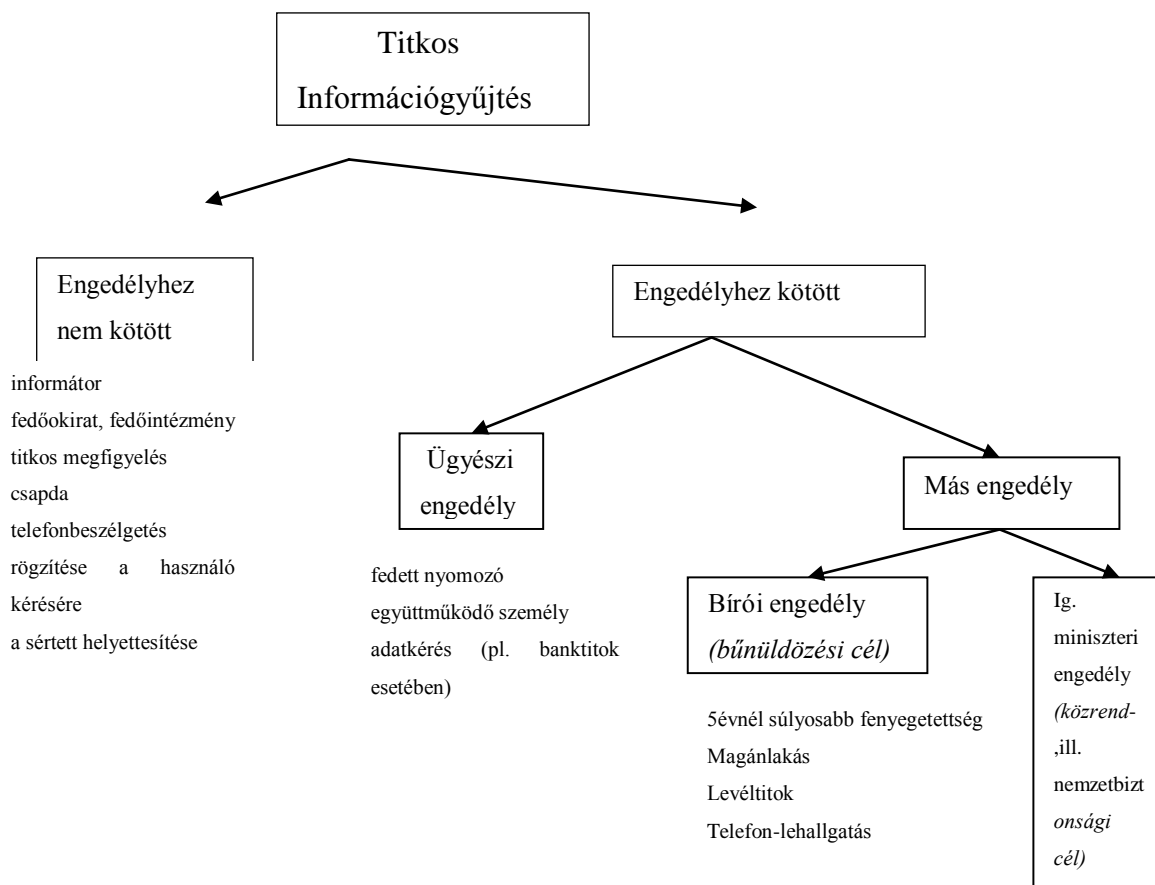 Titkos
Információgyűjtés
Engedélyhez
nem kötött
informátor
fedőokirat, fedőintézmény
titkos megfigyelés
csapda
telefonbeszélgetés
rögzítése a használó
kérésére
a sértett helyettesítése
Engedélyhez kötött
Ügyészi
engedély
fedett nyomozó
együttműködő személy
adatkérés (pl. banktitok
esetében)
Más engedély
Bírói engedély
(bűnüldözési cél)
5évnél súlyosabb fenyegetettség
Magánlakás
Levéltitok
Telefon-lehallgatás
Ig.
miniszteri
engedély
(közrend-
,ill.
nemzetbizt
onsági
cél)